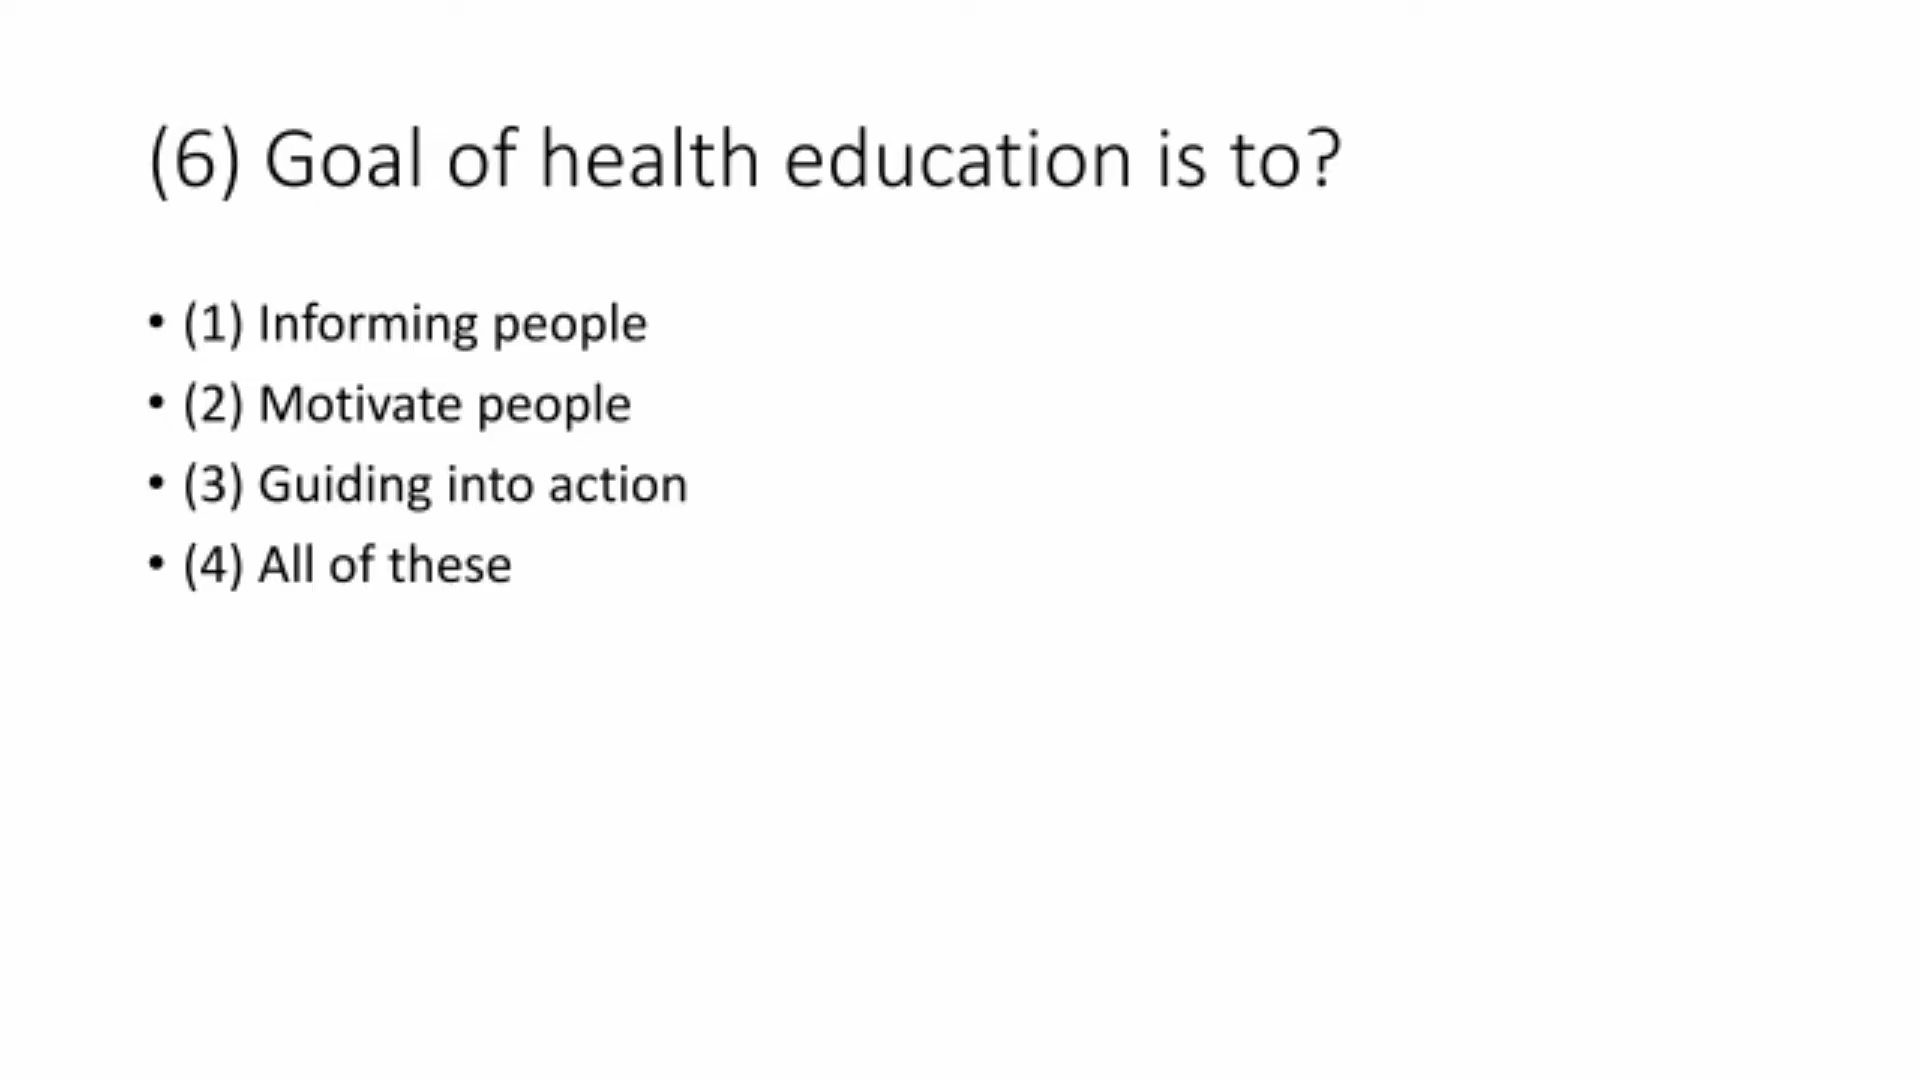 (6) Goal of health education is to?
• (1) Informing people
• (2) Motivate people
• (3) Guiding into action
• (4) All of these